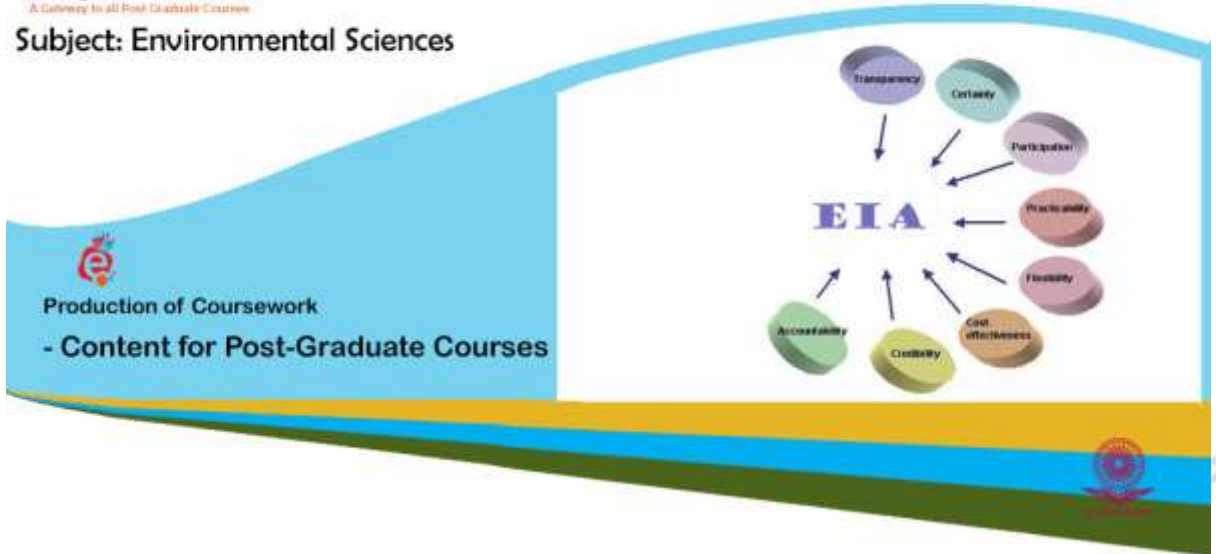 A Gateway to all Post Graduate Courses
Subject: Environmental Sciences
Transparency
Certainty
Participation
EIA
Practicability
Flexibility
Cost
effectiveness
Credibility
Accountability
e
Production of Coursework
- Content for Post-Graduate Courses